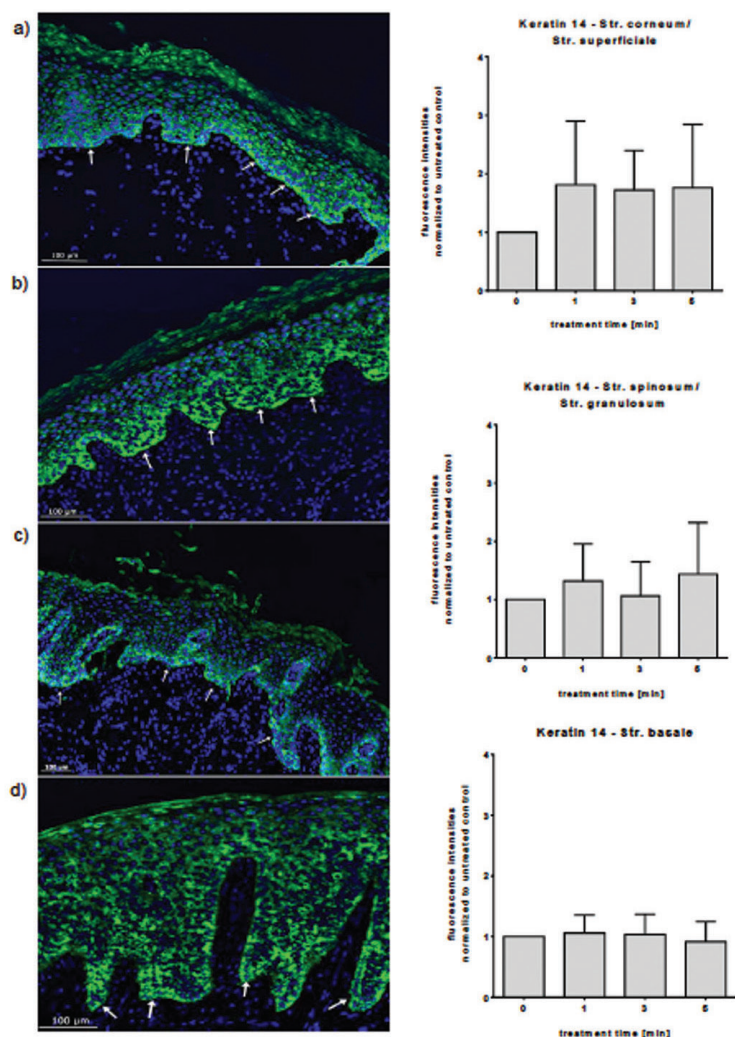 a)
100 µm
b)
100 µm
c)
100 µm
d)
100 µm
Keratin 14 - Str. corneum/
Str. superficiale
fluorescence intensities
normalized to untreated control
4
3
2
1
0
0 1 3 5
treatment time [min]
Keratin 14 - Str. spinosum/
Str. granulosum
fluorescence intensities
normalized to untreated control
4
3
2
1
0
0 1 3 5
treatment time [min]
Keratin 14 - Str. basale
fluorescence intensities
normalized to untreated control
4
3
2
1
0
0 1 3 5
treatment time [min]